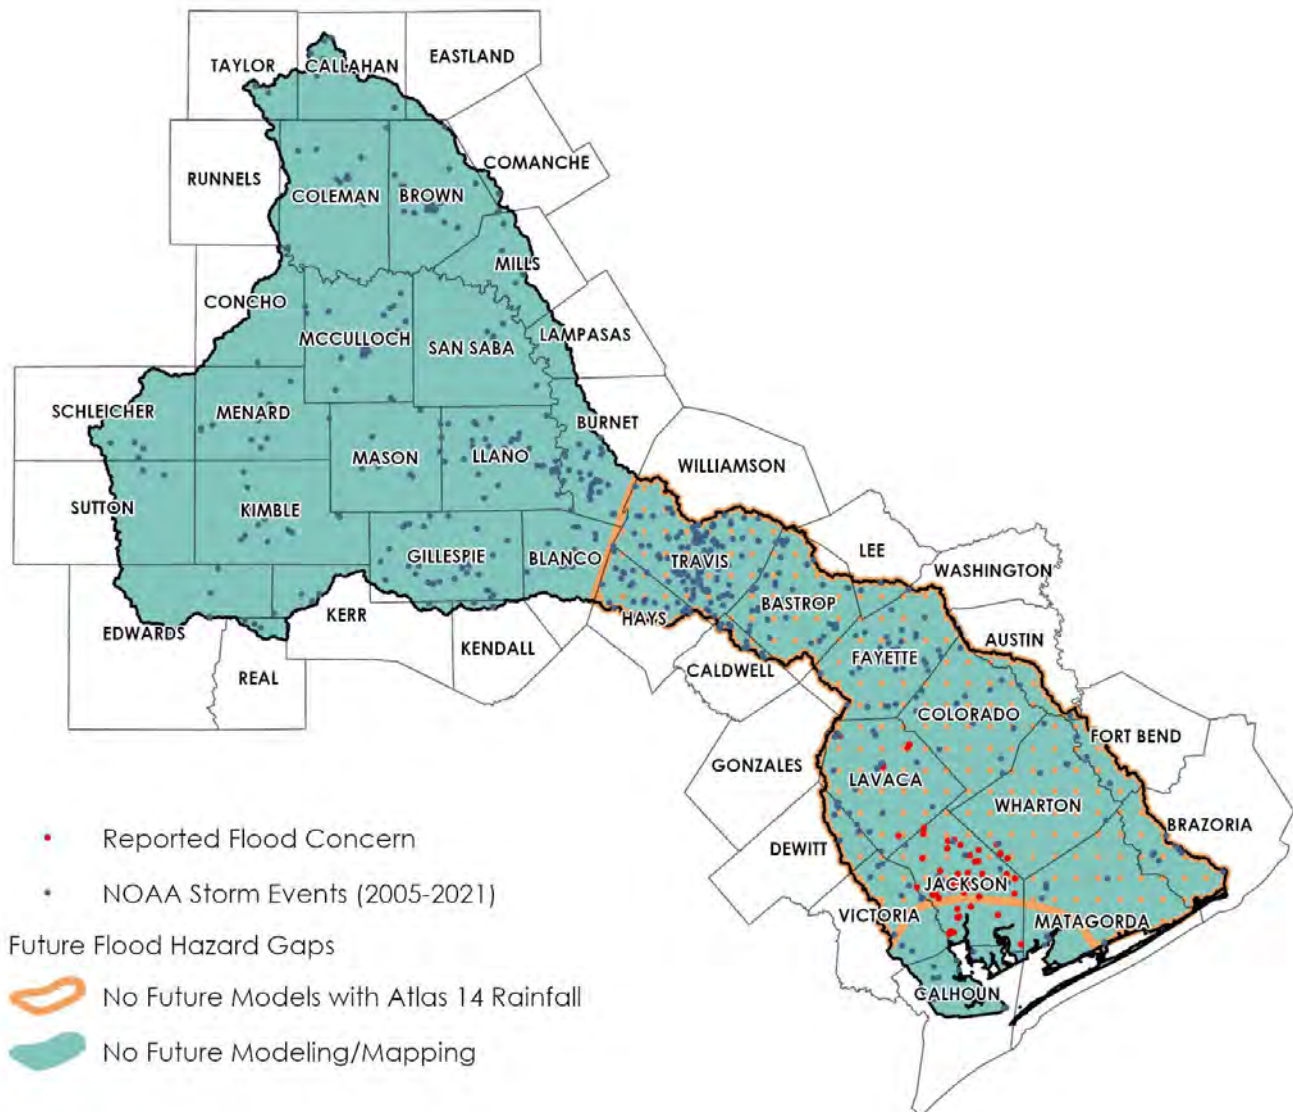 EASTLAND
TAYLOR
CALLAHAN
COMANCHE
RUNNELS
COLEMAN
BROWN
MILLS
CONCHO
MCCULLOCH
SAN SABA
LAMPASAS
SCHLEICHER
MENARD
BURNET
MASON
LLANO
WILLIAMSON
SUTTON
KIMBLE
GILLESPIE
BLANCO
TRAVIS
LEE
WASHINGTON
BASTROP
HAYS
KERR
EDWARDS
AUSTIN
KENDALL
FAYETTE
CALDWELL
REAL
COLORADO
FORT BEND
GONZALES
LAVACA
WHARTON
BRAZORIA
DEWITT
JACKSON
VICTORIA
MATAGORDA
CALHOUN
Reported Flood Concern
NOAA Storm Events (2005-2021)
Future Flood Hazard Gaps
No Future Models with Atlas 14 Rainfall
No Future Modeling/Mapping